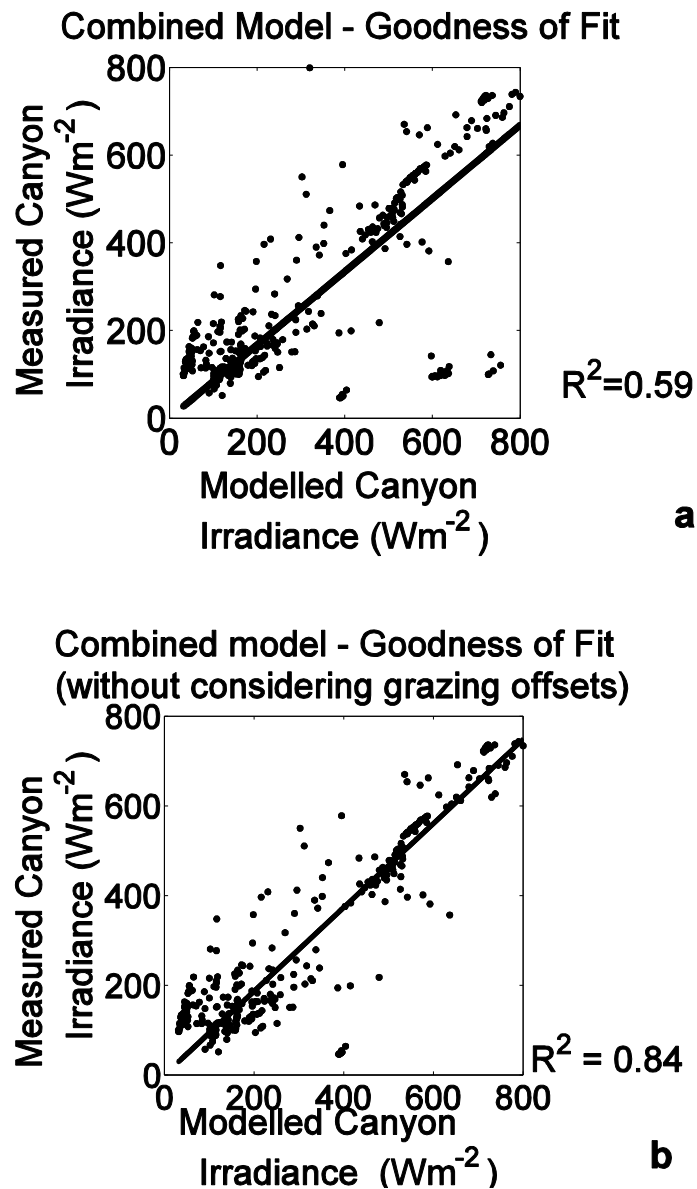 Combined Model - Goodness of Fit
800
600
400
200
0
Measured Canyon
Irradiance (Wm-2 )
0 200 400 600 800
Modelled Canyon
Irradiance (Wm-2 )
R2=0.59
a
Combined model - Goodness of Fit
(without considering grazing offsets)
800
600
400
200
0
Measured Canyon
Irradiance (Wm-2 )
0 200 400 600 800
Modelled Canyon
Irradiance (Wm-2 )
R2 = 0.84
b